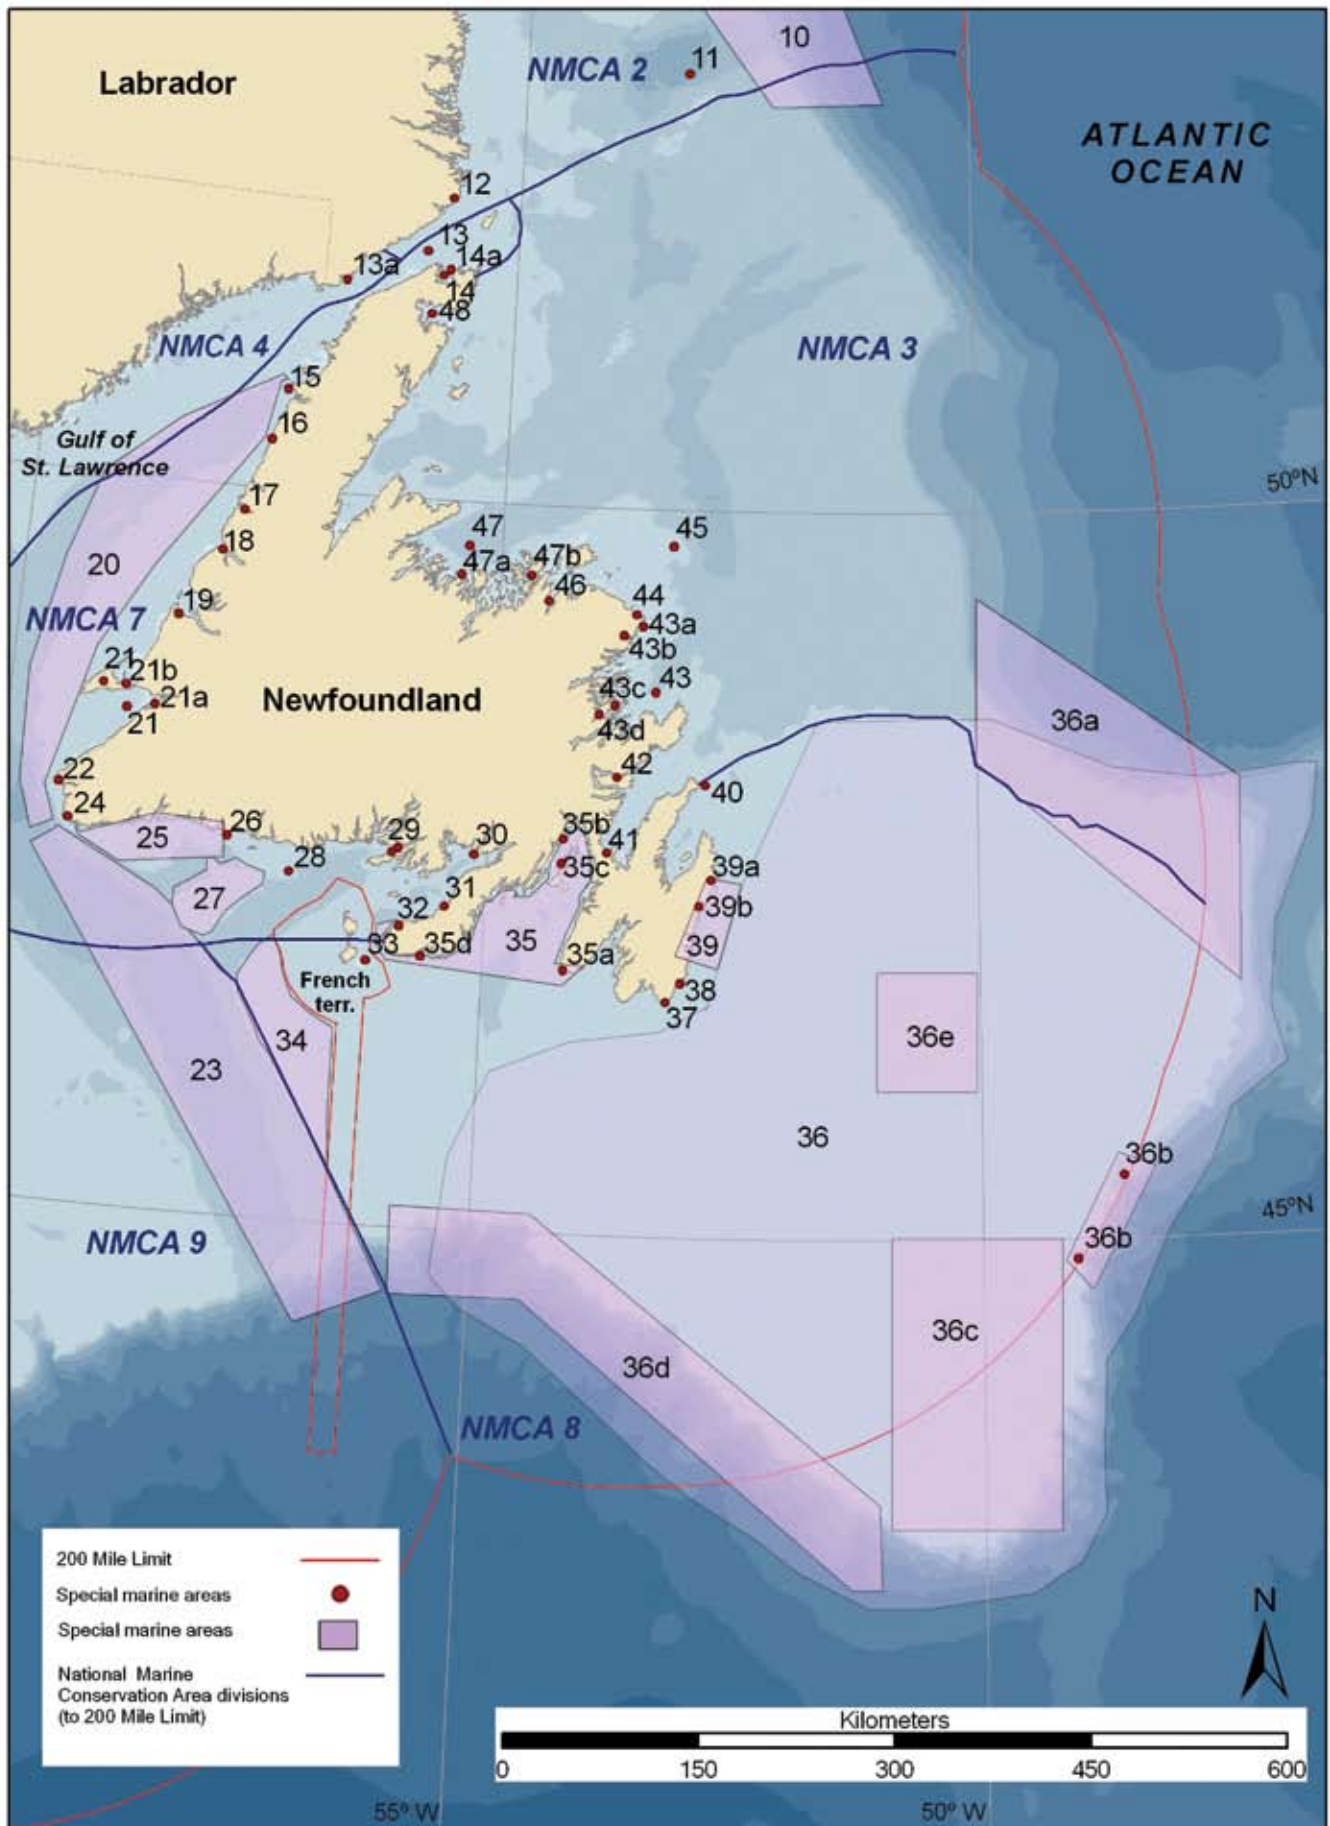 10
NMCA 2
11
Labrador
ATLANTIC
OCEAN
12
13
13a
14a
14
48
NMCA 4
NMCA 3
15
16
Gulf of
St. Lawrence
50ºN
17
18
47
45
20
47a
47b
46
19
44
NMCA 7
43a
43b
21
21b
43
43c
21a
Newfoundland
21
43d
36a
22
42
40
24
25
26
29
30
35b
41
28
35c
39a
27
31
39b
32
35
39
33
35d
35a
French
terr.
38
37
34
36e
23
36
36b
45ºN
NMCA 9
36b
36c
36d
NMCA 8
200 Mile Limit
Special marine areas
Special marine areas
National Marine
Conservation Area divisions
(to 200 Mile Limit)
N
Kilometers
0 150 300 450 600
55º W
50º W